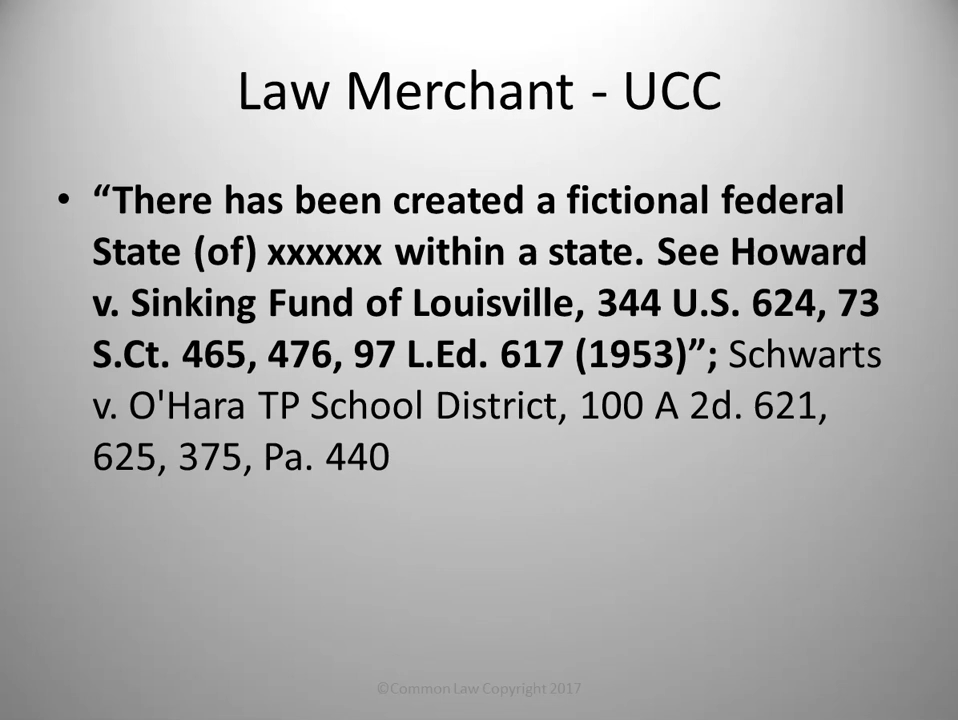 Law Merchant - UCC
• “There has been created a fictional federal
State (of) xxxxxx within a state. See Howard
v. Sinking Fund of Louisville, 344 U.S. 624, 73
S.Ct. 465, 476, 97 L.Ed. 617 (1953)”; Schwarts
v. O'Hara TP School District, 100 A 2d. 621,
625, 375, Pa. 440
©Common Law Copyright 2017